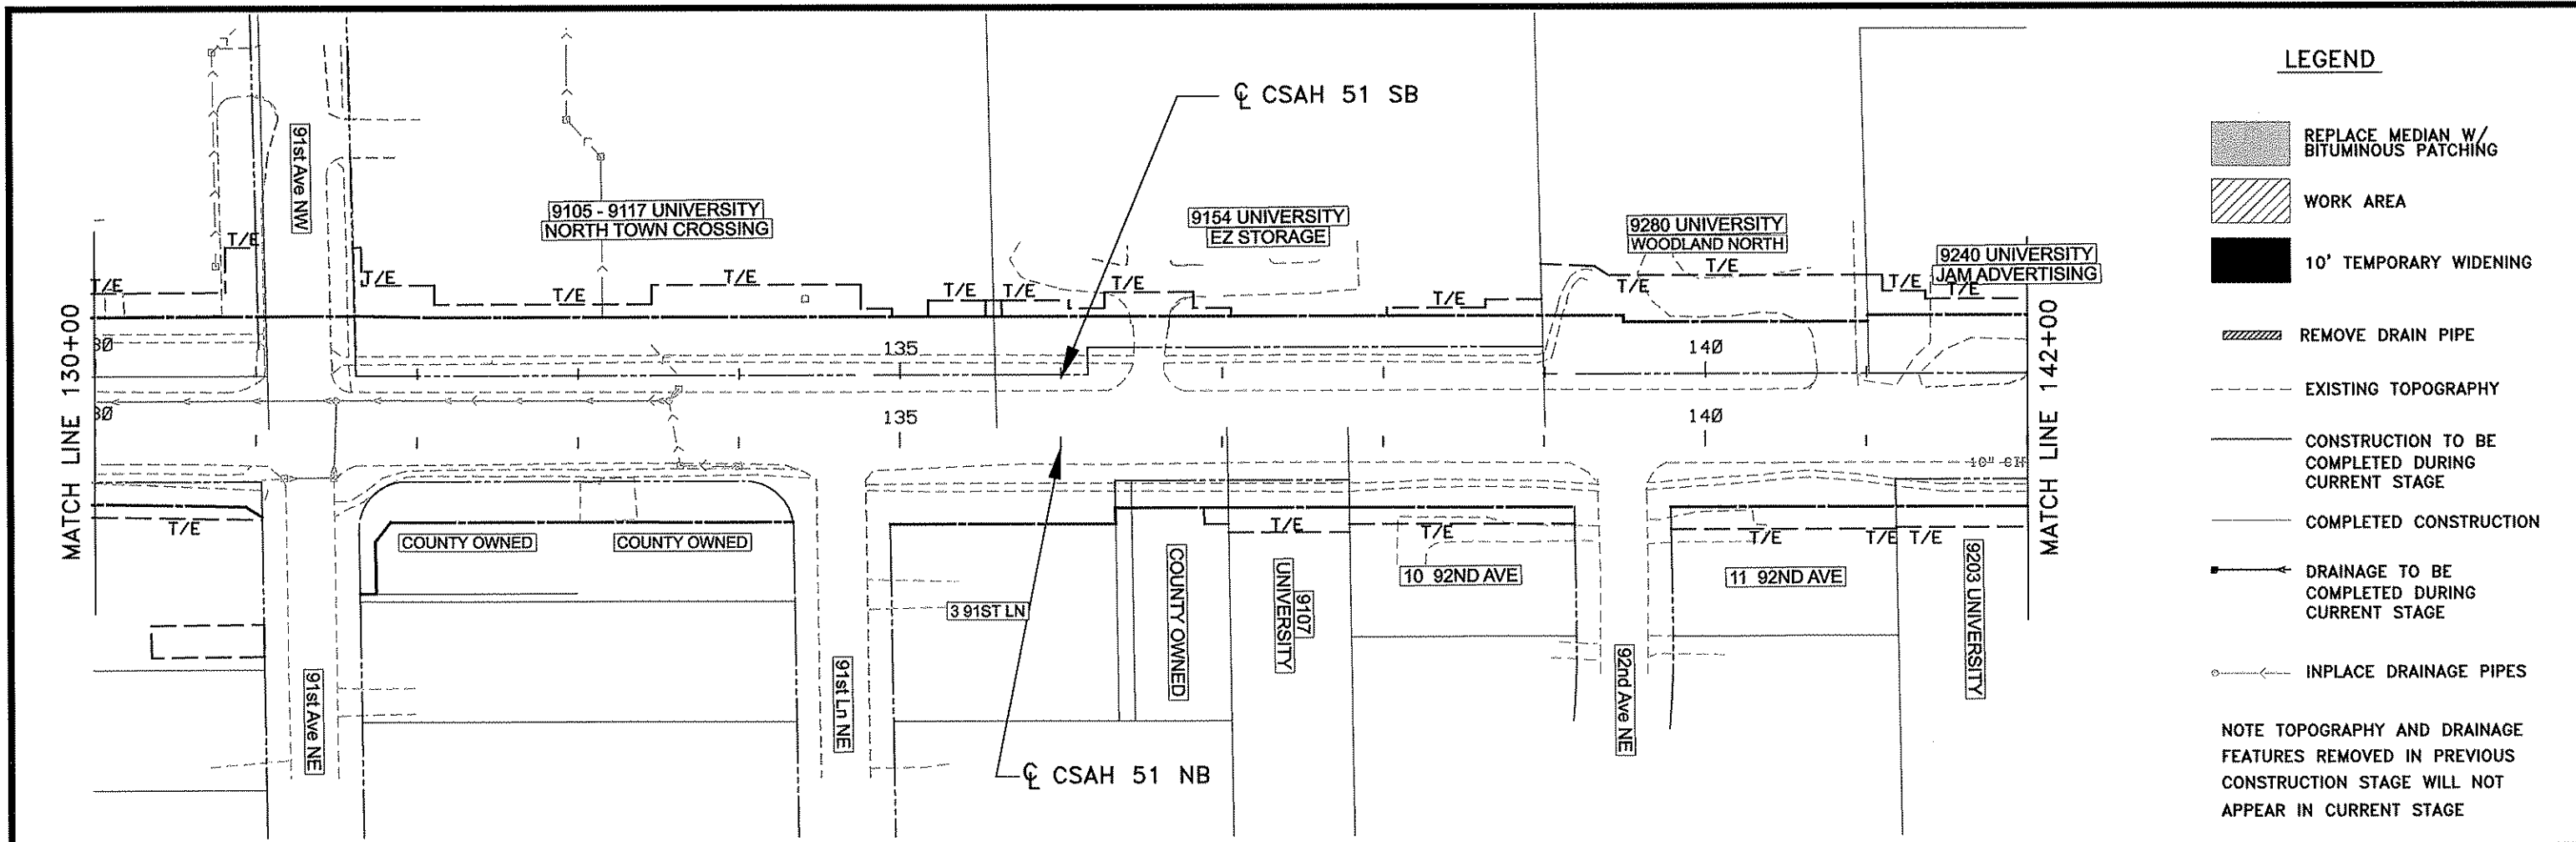 ℄ CSAH 51 SB
91st Ave NW
9105 - 9117 UNIVERSITY
NORTH TOWN CROSSING
9154 UNIVERSITY
EZ STORAGE
9280 UNIVERSITY
WOODLAND NORTH
9240 UNIVERSITY
JAM ADVERTISING
T/E
T/E
T/E
T/E
T/E
T/E
T/E
T/E
T/E
T/E
T/E
T/E
T/E
MATCH LINE 130+00
MATCH LINE 142+00
30
135
140
30
135
140
10" CIP
T/E
T/E
T/E
T/E
T/E
T/E
COUNTY OWNED
COUNTY OWNED
3 91ST LN
COUNTY OWNED
9107
UNIVERSITY
10 92ND AVE
11 92ND AVE
9203 UNIVERSITY
91st Ave NE
91st Ln NE
92nd Ave NE
℄ CSAH 51 NB
LEGEND
REPLACE MEDIAN W/
BITUMINOUS PATCHING
WORK AREA
10' TEMPORARY WIDENING
REMOVE DRAIN PIPE
EXISTING TOPOGRAPHY
CONSTRUCTION TO BE
COMPLETED DURING
CURRENT STAGE
COMPLETED CONSTRUCTION
DRAINAGE TO BE
COMPLETED DURING
CURRENT STAGE
INPLACE DRAINAGE PIPES
NOTE TOPOGRAPHY AND DRAINAGE
FEATURES REMOVED IN PREVIOUS
CONSTRUCTION STAGE WILL NOT
APPEAR IN CURRENT STAGE